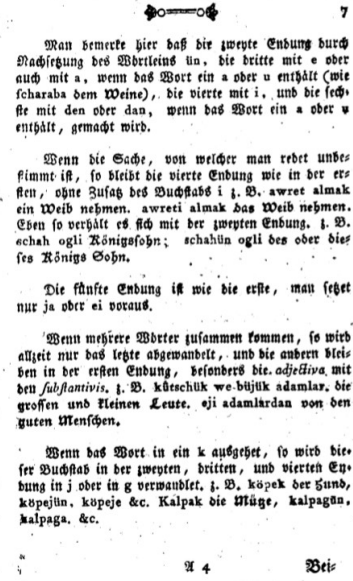 7
Man bemerke hier daß die zweyte Endung durch
Nachsetzung des Wörtleins ün, die dritte mit e oder
auch mit a, wenn das Wort ein a oder u enthält (wie
scharaba dem Weine), die vierte mit i, und die sech-
ste mit den oder dan, wenn das Wort ein a oder u
enthält, gemacht wird.
Wenn die Sache, von welcher man redet unbe-
stimmt ist, so bleibt die vierte Endung wie in der er-
sten, ohne Zusatz des Buchstabs i z. B. awret almak
ein Weib nehmen. awreti almak das Weib nehmen.
Eben so verhält es sich mit der zweyten Endung. z. B.
schah ogli Königssohn; schahün ogli des oder die-
ses Königs Sohn.
Die fünfte Endung ist wie die erste, man setzet
nur ja oder ei voraus.
Wenn mehrere Wörter zusammen kommen, so wird
allzeit nur das letzte abgewandelt, und die andern blei-
ben in der ersten Endung, besonders die adjectiva mit
den substantivis. z. B. kütschük we büjük adamlar. die
grossen und kleinen Leute. eji adamlardan von den
guten Menschen.
Wenn das Wort in ein k ausgehet, so wird die-
ser Buchstab in der zweyten, dritten, und vierten En-
dung in j oder in g verwandlet. z. B. köpek der Hund,
köpejün, köpeje &c. Kalpak die Mütze, kalpagün,
kalpaga. &c.
A 4 Bei-